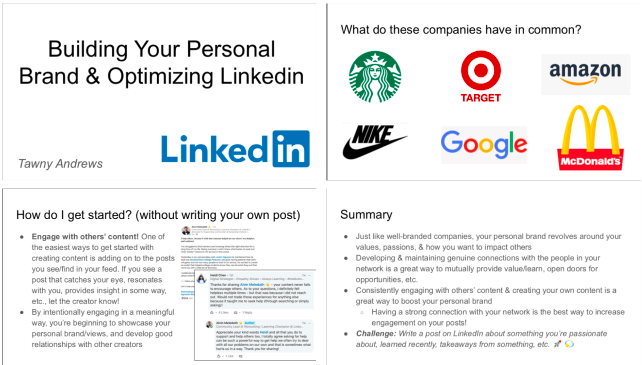 Building Your Personal
Brand & Optimizing Linkedin
Tawny Andrews
Linkedin
What do these companies have in common?
TARGET
amazon
NIKE
Google
McDonald's
How do I get started? (without writing your own post)
● Engage with others' content! One of
the easiest ways to get started with
creating content is adding on to the posts
you see/find in your feed. If you see a
post that catches your eye, resonates
with you, provides insight in some way,
etc., let the creator know!
● By intentionally engaging in a meaningful
way, you're beginning to showcase your
personal brand/views, and develop good
relationships with other creators
Thanks for sharing
Summary
● Just like well-branded companies, your personal brand revolves around your
values, passions, & how you want to impact others
● Developing & maintaining genuine connections with the people in your
network is a great way to mutually provide value/learn, open doors for
opportunities, etc.
● Consistently engaging with others' content & creating your own content is a
great way to boost your personal brand
○ Having a strong connection with your network is the best way to increase
engagement on your posts!
● Challenge: Write a post on LinkedIn about something you're passionate
about, learned recently, takeaways from something, etc. 🚀